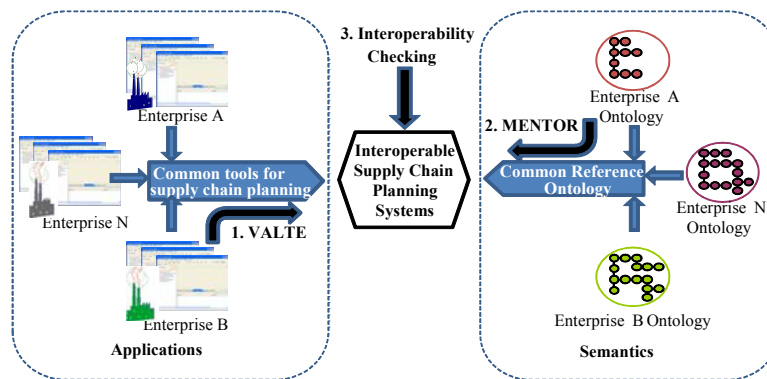 3. Interoperability
Checking
Enterprise A
Enterprise A
Ontology
2. MENTOR
Common tools for
supply chain planning
Interoperable
Supply Chain
Planning
Systems
Common Reference
Ontology
Enterprise N
Enterprise N
Ontology
1. VALTE
Enterprise B
Enterprise B Ontology
Applications
Semantics